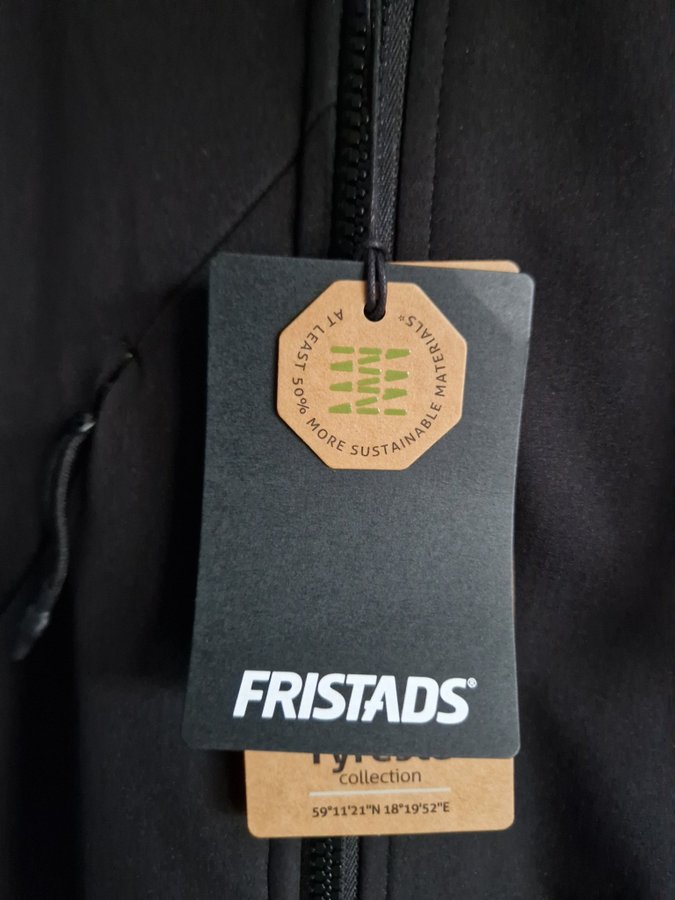 AT LEAST 50% MORE SUSTAINABLE MATERIALS*
FRISTADS®
collection
59°11'21"N 18°19'52"E